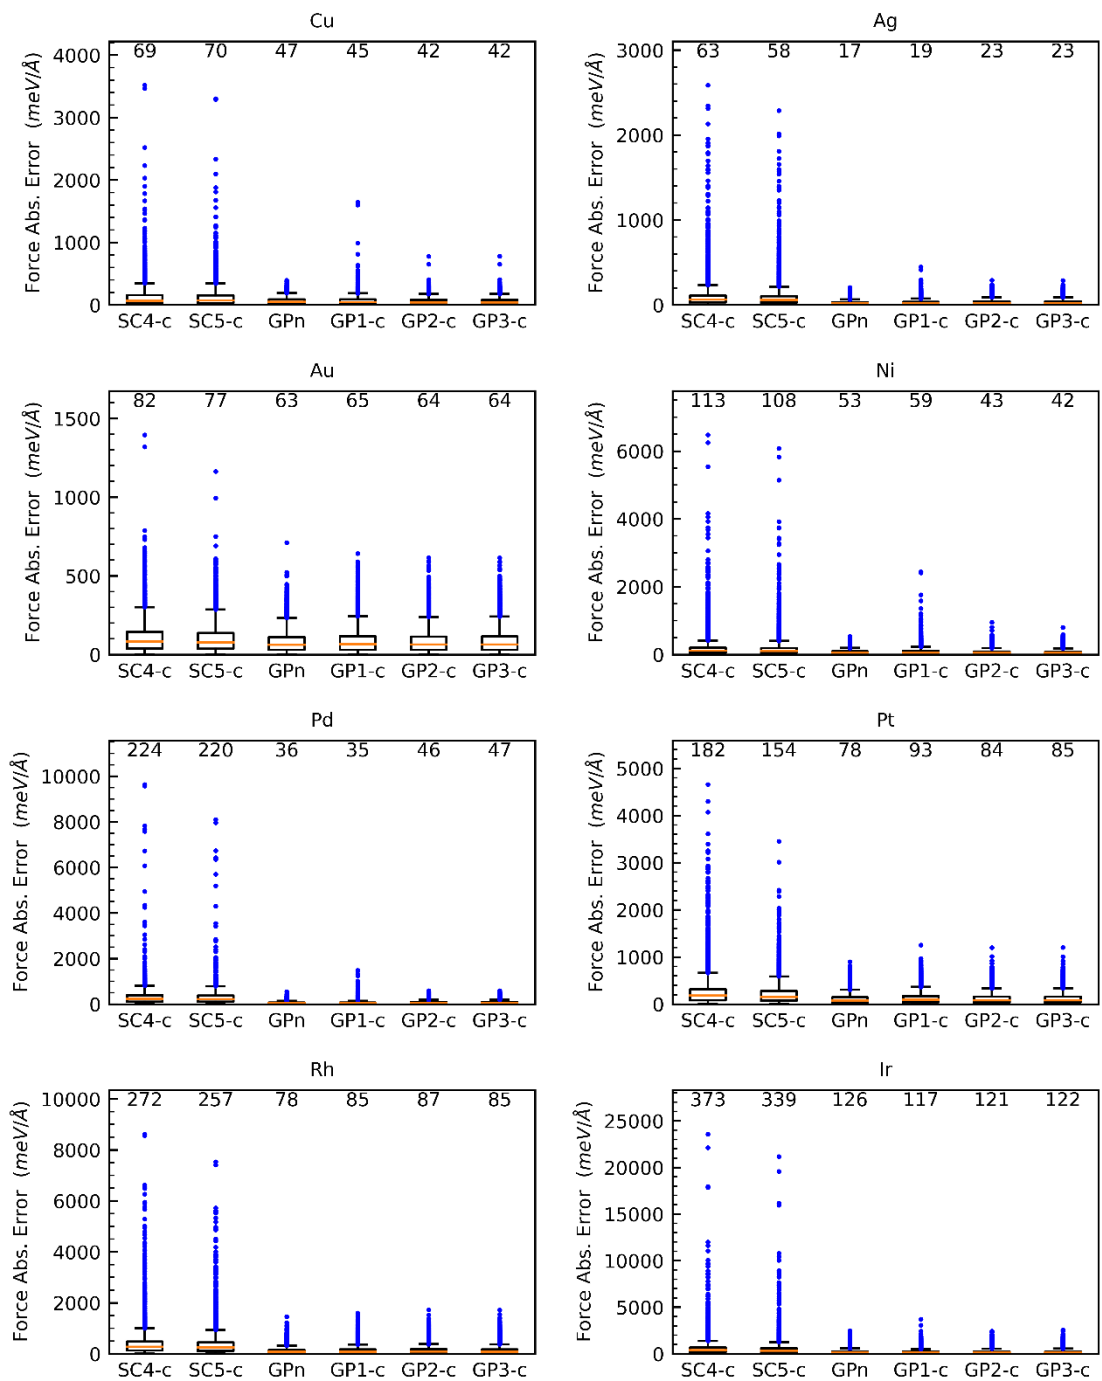 Cu
Force Abs. Error (meV/Å)
69 70 47 45 42 42
4000
3000
2000
1000
0
SC4-c SC5-c GPn GP1-c GP2-c GP3-c
Ag
Force Abs. Error (meV/Å)
63 58 17 19 23 23
3000
2000
1000
0
SC4-c SC5-c GPn GP1-c GP2-c GP3-c
Au
Force Abs. Error (meV/Å)
82 77 63 65 64 64
1500
1000
500
0
SC4-c SC5-c GPn GP1-c GP2-c GP3-c
Ni
Force Abs. Error (meV/Å)
113 108 53 59 43 42
6000
4000
2000
0
SC4-c SC5-c GPn GP1-c GP2-c GP3-c
Pd
Force Abs. Error (meV/Å)
224 220 36 35 46 47
10000
8000
6000
4000
2000
0
SC4-c SC5-c GPn GP1-c GP2-c GP3-c
Pt
Force Abs. Error (meV/Å)
182 154 78 93 84 85
5000
4000
3000
2000
1000
0
SC4-c SC5-c GPn GP1-c GP2-c GP3-c
Rh
Force Abs. Error (meV/Å)
272 257 78 85 87 85
10000
8000
6000
4000
2000
0
SC4-c SC5-c GPn GP1-c GP2-c GP3-c
Ir
Force Abs. Error (meV/Å)
373 339 126 117 121 122
25000
20000
15000
10000
5000
0
SC4-c SC5-c GPn GP1-c GP2-c GP3-c